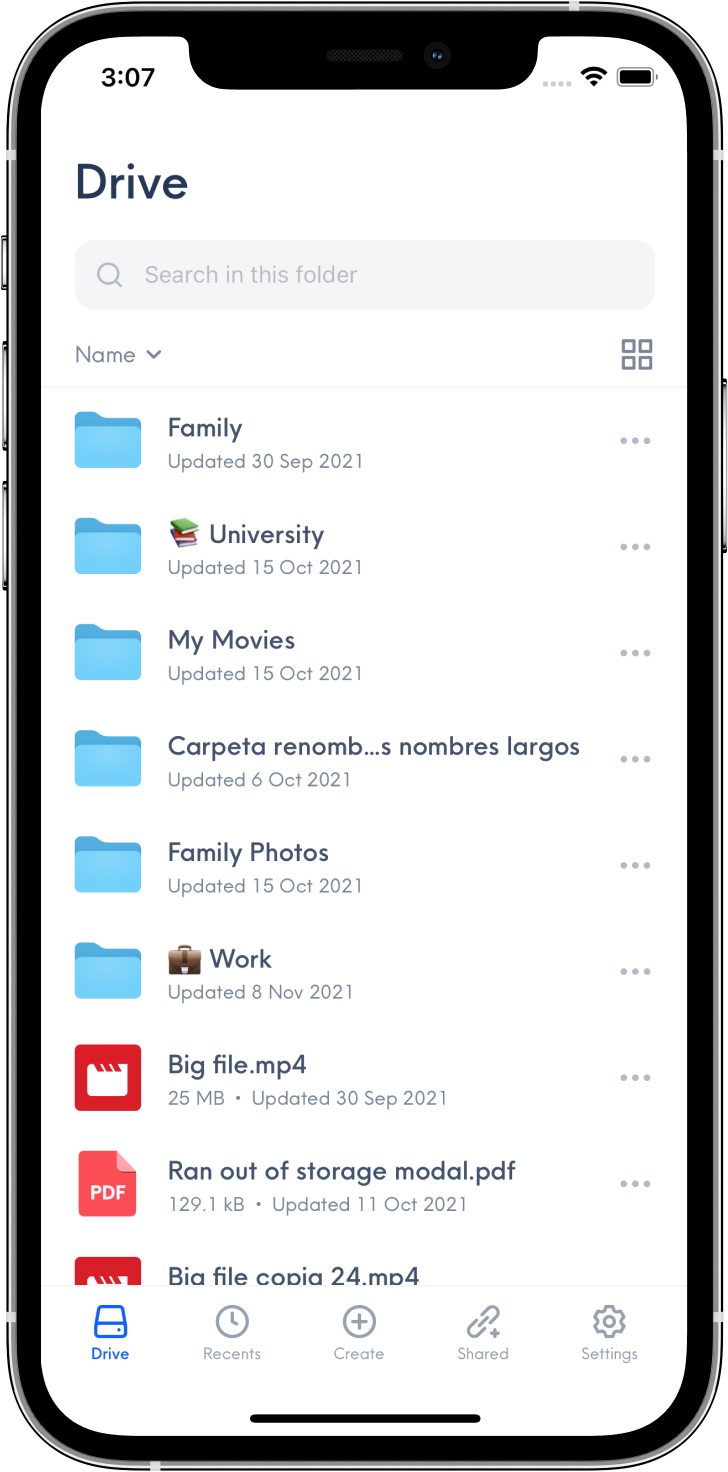 3:07
Drive
Search in this folder
Name
Family
Updated 30 Sep 2021
University
Updated 15 Oct 2021
My Movies
Updated 15 Oct 2021
Carpeta renomb...s nombres largos
Updated 6 Oct 2021
Family Photos
Updated 15 Oct 2021
Work
Updated 8 Nov 2021
Big file.mp4
25 MB • Updated 30 Sep 2021
PDF
Ran out of storage modal.pdf
129.1 kB • Updated 11 Oct 2021
Big file copia 24.mp4
Drive Recents Create Shared Settings